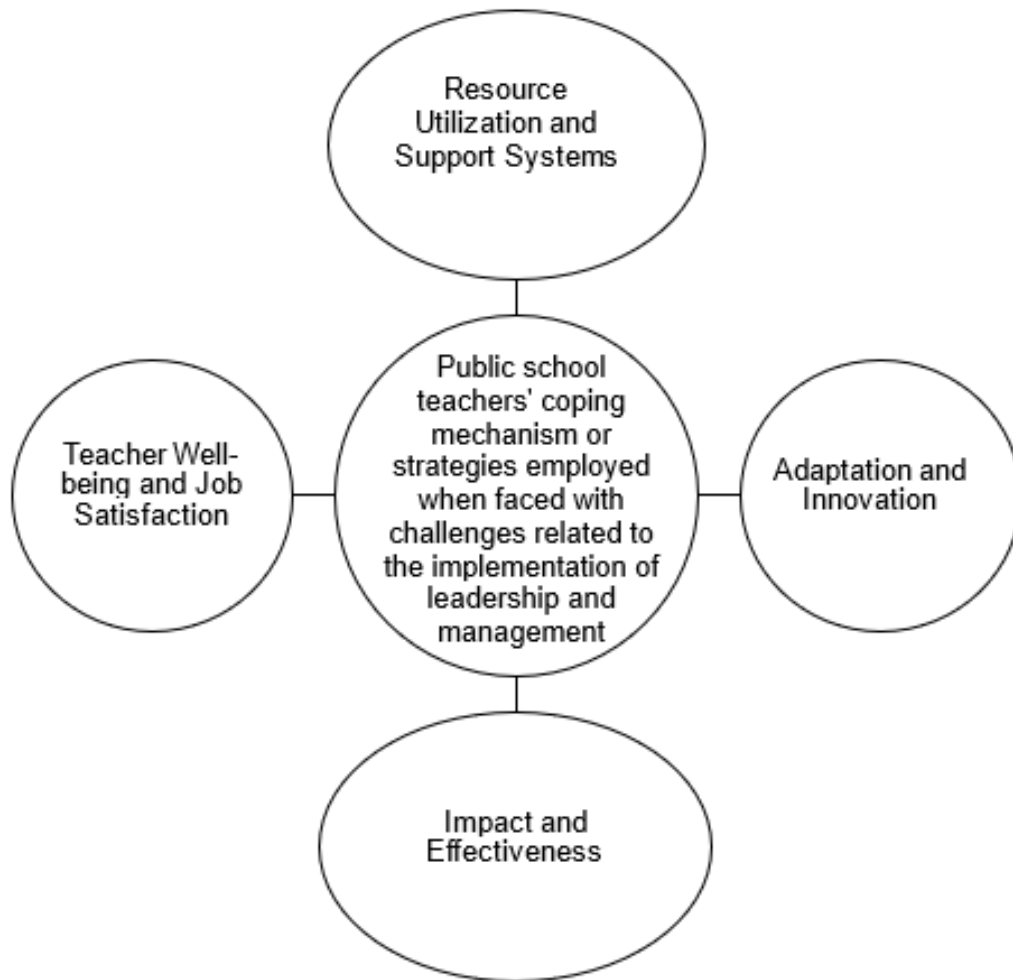 Resource
Utilization and
Support Systems
Public school
teachers' coping
mechanism or
strategies employed
when faced with
challenges related to
the implementation of
leadership and
management
Teacher Well-
being and Job
Satisfaction
Adaptation and
Innovation
Impact and
Effectiveness